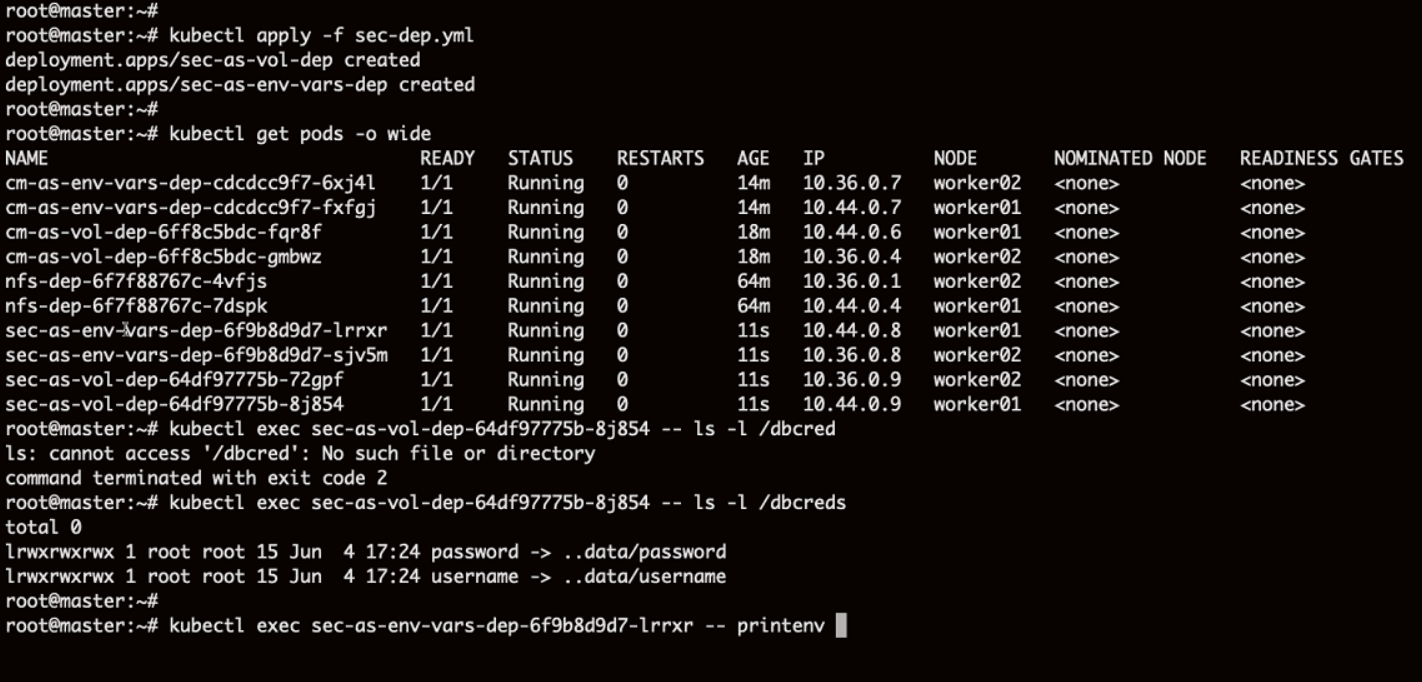 root@master:~#
root@master:~# kubectl apply -f sec-dep.yml
deployment.apps/sec-as-vol-dep created
deployment.apps/sec-as-env-vars-dep created
root@master:~#
root@master:~# kubectl get pods -o wide
NAME READY STATUS RESTARTS AGE IP NODE NOMINATED NODE READINESS GATES
cm-as-env-vars-dep-cdcdcc9f7-6xj4l 1/1 Running 0 14m 10.36.0.7 worker02 <none> <none>
cm-as-env-vars-dep-cdcdcc9f7-fxfgj 1/1 Running 0 14m 10.44.0.7 worker01 <none> <none>
cm-as-vol-dep-6ff8c5bdc-fqr8f 1/1 Running 0 18m 10.44.0.6 worker01 <none> <none>
cm-as-vol-dep-6ff8c5bdc-gmbwz 1/1 Running 0 18m 10.36.0.4 worker02 <none> <none>
nfs-dep-6f7f88767c-4vfjs 1/1 Running 0 64m 10.36.0.1 worker02 <none> <none>
nfs-dep-6f7f88767c-7dspk 1/1 Running 0 64m 10.44.0.4 worker01 <none> <none>
sec-as-env-vars-dep-6f9b8d9d7-lrrxr 1/1 Running 0 11s 10.44.0.8 worker01 <none> <none>
sec-as-env-vars-dep-6f9b8d9d7-sjv5m 1/1 Running 0 11s 10.36.0.8 worker02 <none> <none>
sec-as-vol-dep-64df97775b-72gpf 1/1 Running 0 11s 10.36.0.9 worker02 <none> <none>
sec-as-vol-dep-64df97775b-8j854 1/1 Running 0 11s 10.44.0.9 worker01 <none> <none>
root@master:~# kubectl exec sec-as-vol-dep-64df97775b-8j854 -- ls -l /dbcred
ls: cannot access '/dbcred': No such file or directory
command terminated with exit code 2
root@master:~# kubectl exec sec-as-vol-dep-64df97775b-8j854 -- ls -l /dbcreds
total 0
lrwxrwxrwx 1 root root 15 Jun  4 17:24 password -> ..data/password
lrwxrwxrwx 1 root root 15 Jun  4 17:24 username -> ..data/username
root@master:~#
root@master:~# kubectl exec sec-as-env-vars-dep-6f9b8d9d7-lrrxr -- printenv